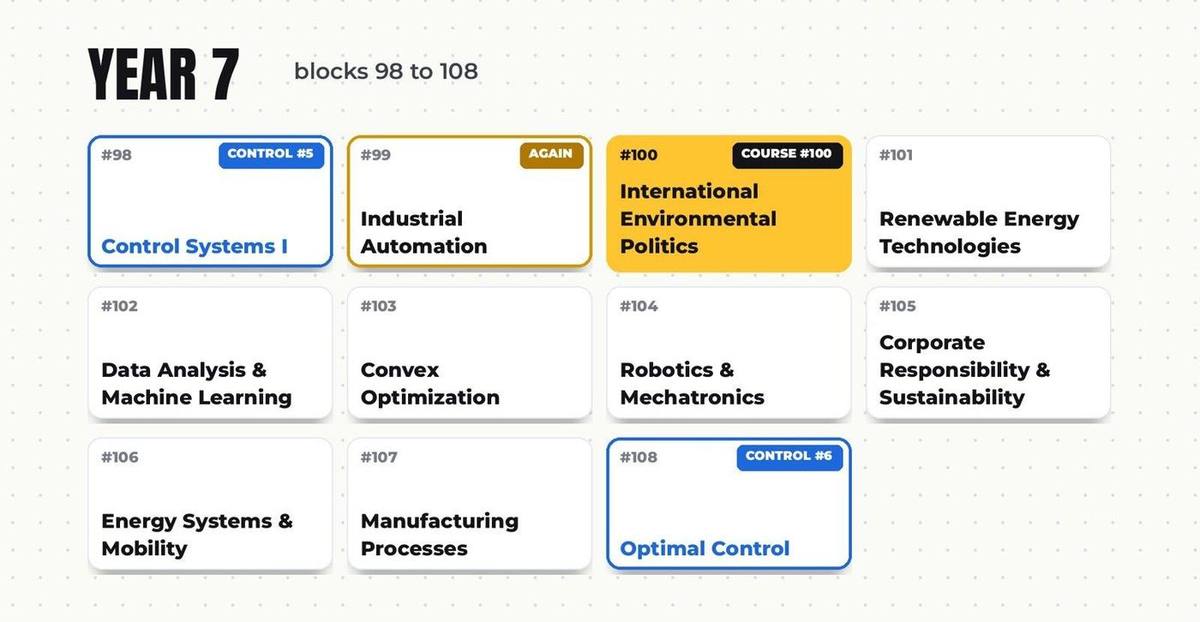 YEAR 7
blocks 98 to 108
#98
CONTROL #5
Control Systems I
#99
AGAIN
Industrial
Automation
#100
COURSE #100
International
Environmental
Politics
#101
Renewable Energy
Technologies
#102
Data Analysis &
Machine Learning
#103
Convex
Optimization
#104
Robotics &
Mechatronics
#105
Corporate
Responsibility &
Sustainability
#106
Energy Systems &
Mobility
#107
Manufacturing
Processes
#108
CONTROL #6
Optimal Control